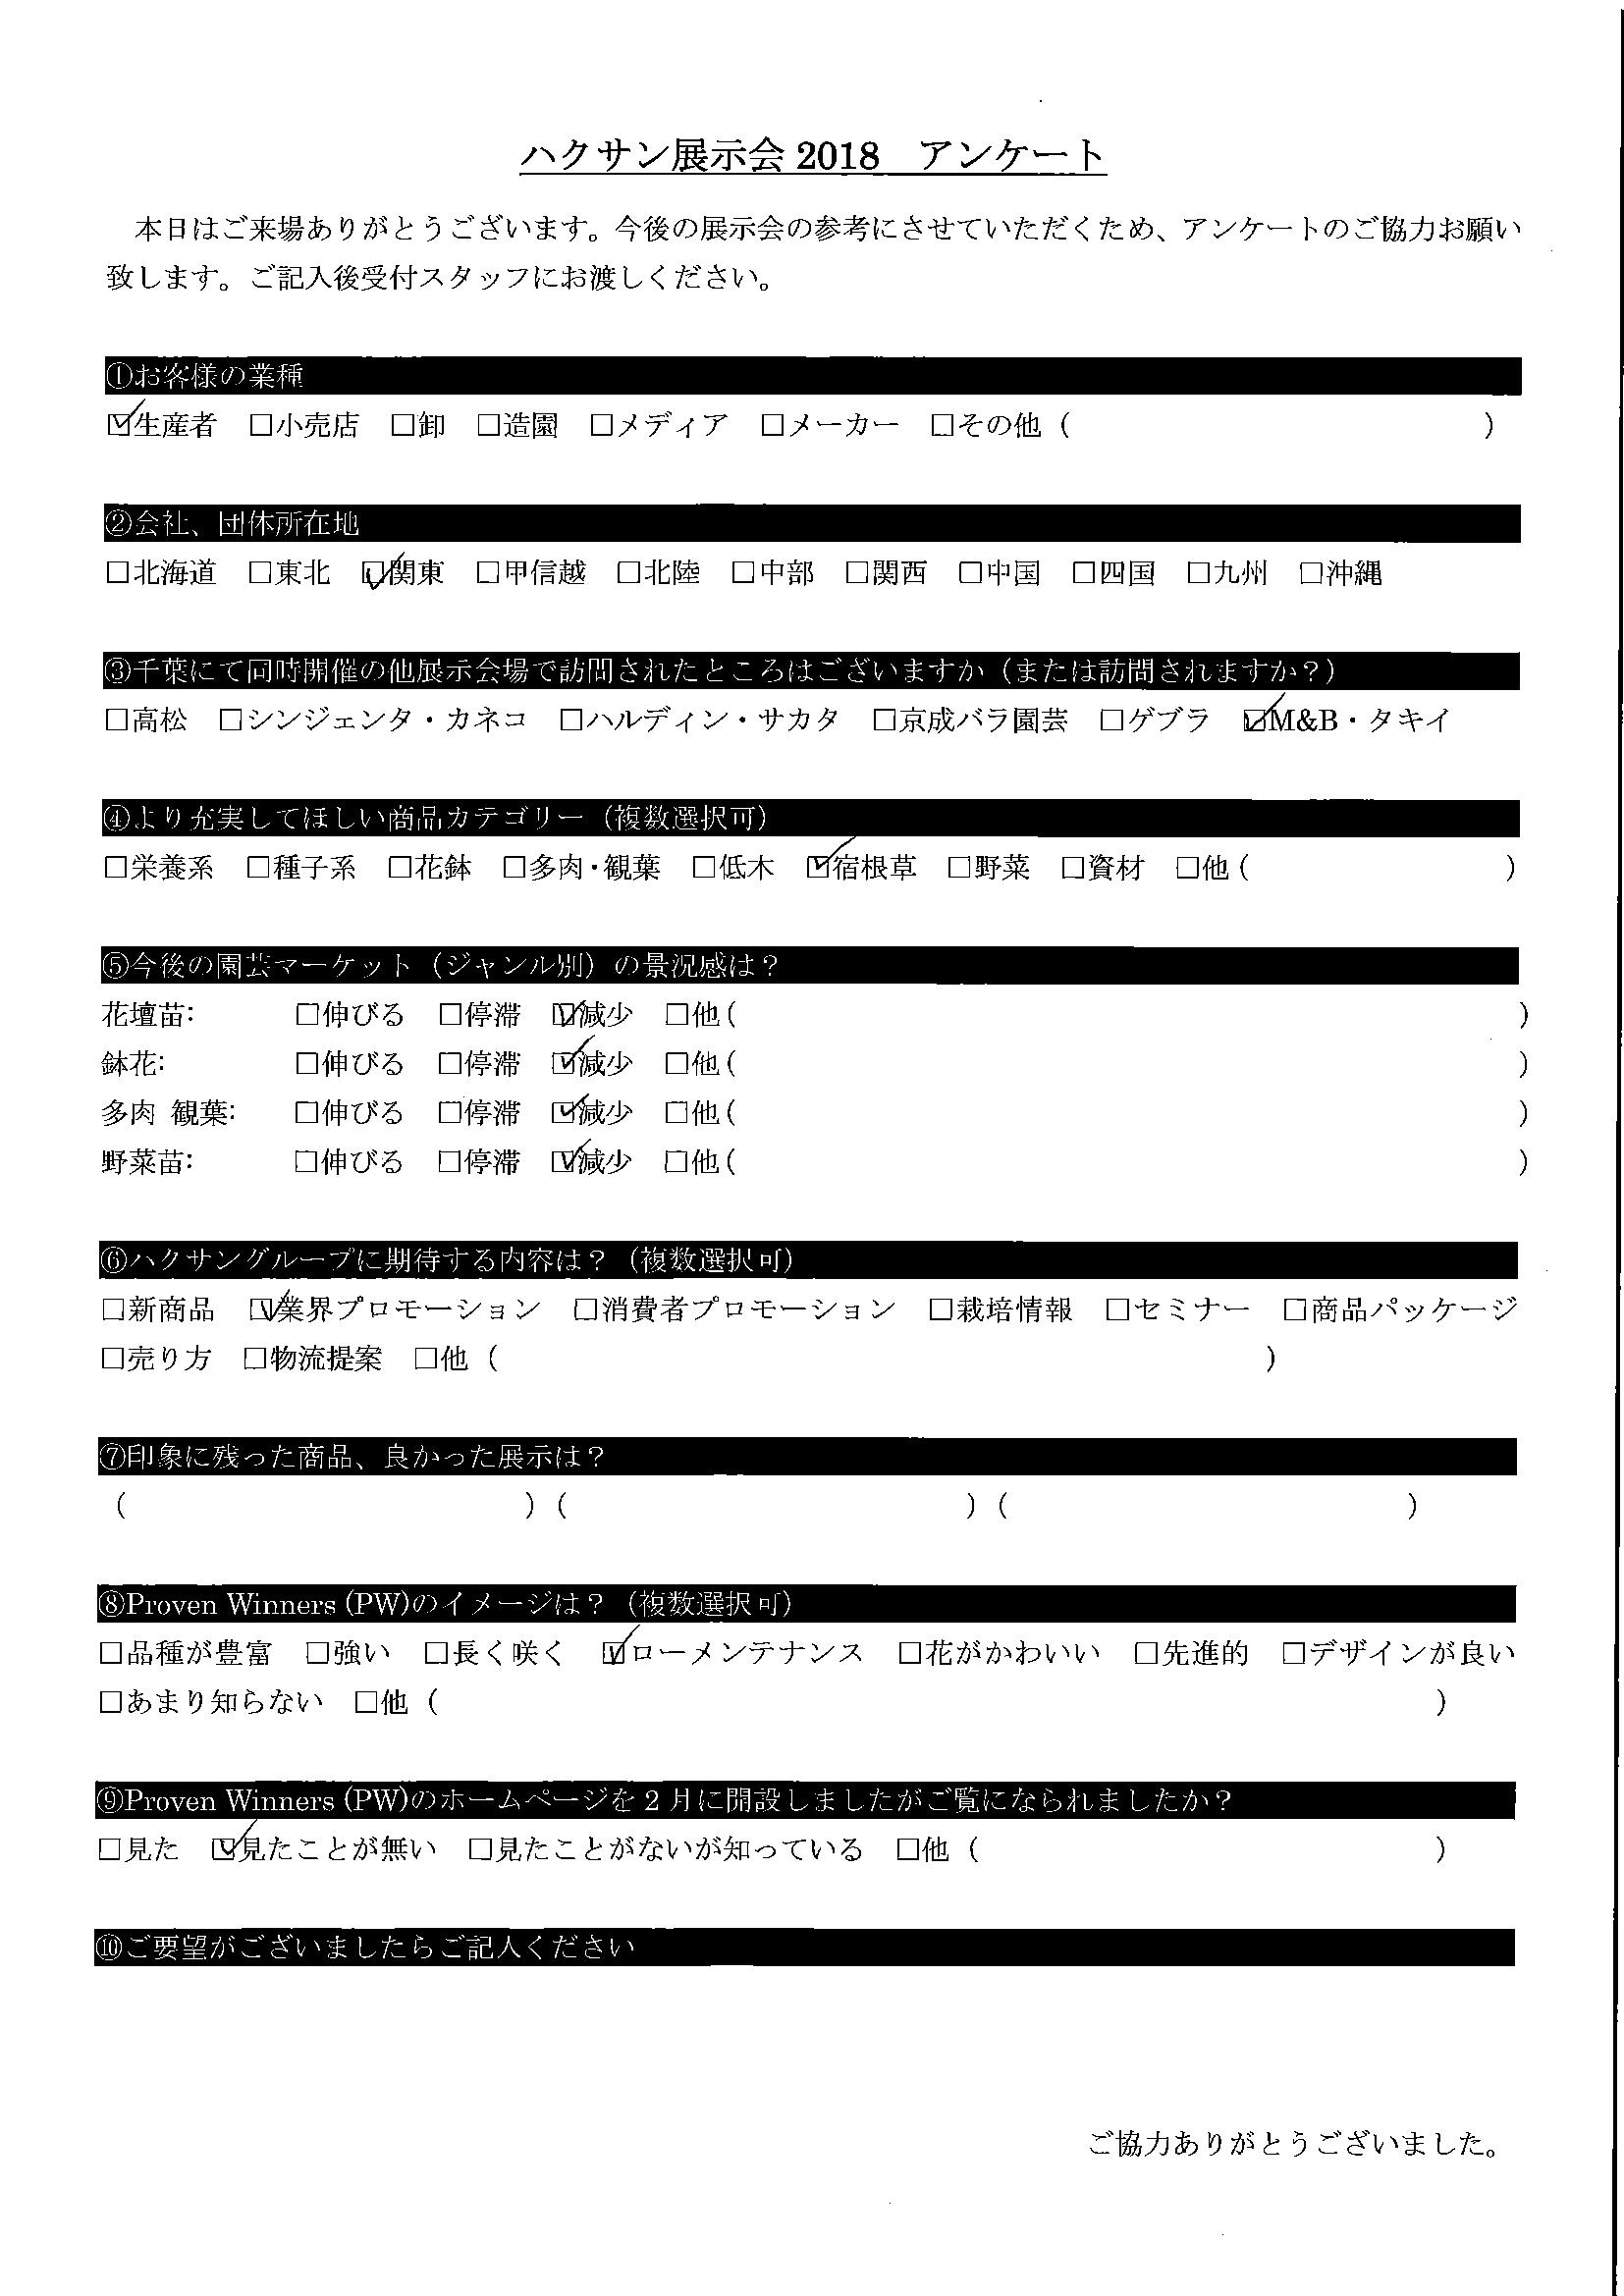 ハクサン展示会 2018　アンケート
本日はご来場ありがとうございます。今後の展示会の参考にさせていただくため、アンケートのご協力お願い
致します。ご記入後受付スタッフにお渡しください。
①お客様の業種
☑生産者　□小売店　□卸　□造園　□メディア　□メーカー　□その他（　　　　　）
②会社、団体所在地
□北海道　□東北　☑関東　□甲信越　□北陸　□中部　□関西　□中国　□四国　□九州　□沖縄
③千葉にて同時開催の他展示会場で訪問されたところはございますか（または訪問されますか？）
□高松　□シンジェンタ・カネコ　□ハルディン・サカタ　□京成バラ園芸　□ゲブラ　☑M&B・タキイ
④より充実してほしい商品カテゴリー（複数選択可）
□栄養系　□種子系　□花鉢　□多肉・観葉　□低木　☑宿根草　□野菜　□資材　□他（　　　　　）
⑤今後の園芸マーケット（ジャンル別）の景況感は？
花壇苗:　□伸びる　□停滞　☑減少　□他（　　　　　）
鉢花:　□伸びる　□停滞　☑減少　□他（　　　　　）
多肉 観葉:　□伸びる　□停滞　☑減少　□他（　　　　　）
野菜苗:　□伸びる　□停滞　☑減少　□他（　　　　　）
⑥ハクサングループに期待する内容は？（複数選択可）
□新商品　☑業界プロモーション　□消費者プロモーション　□栽培情報　□セミナー　□商品パッケージ
□売り方　□物流提案　□他（　　　　　）
⑦印象に残った商品、良かった展示は？
（　　　　　）（　　　　　）（　　　　　）
⑧Proven Winners (PW)のイメージは？（複数選択可）
□品種が豊富　□強い　□長く咲く　☑ローメンテナンス　□花がかわいい　□先進的　□デザインが良い
□あまり知らない　□他（　　　　　）
⑨Proven Winners (PW)のホームページを2月に開設しましたがご覧になられましたか？
□見た　☑見たことが無い　□見たことがないが知っている　□他（　　　　　）
⑩ご要望がございましたらご記入ください
ご協力ありがとうございました。